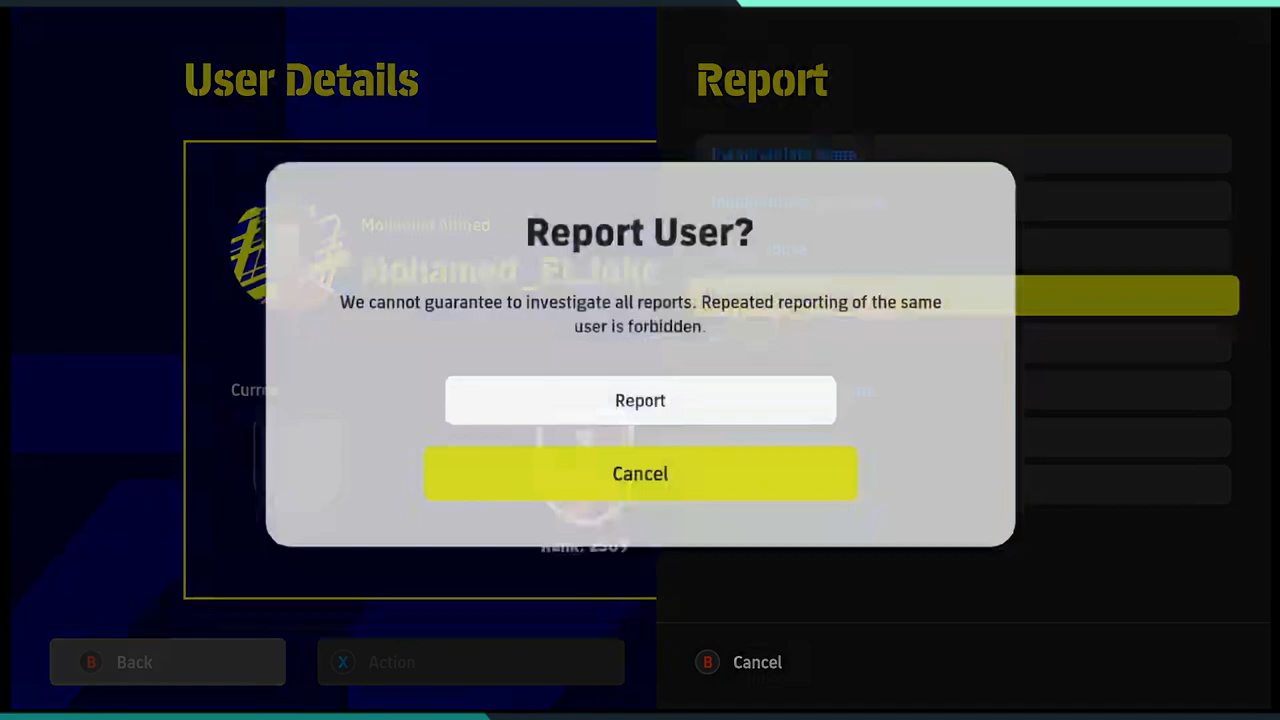 User Details
Report
Report User?
We cannot guarantee to investigate all reports. Repeated reporting of the same
user is forbidden.
Report
Cancel
B Back
X Action
B Cancel